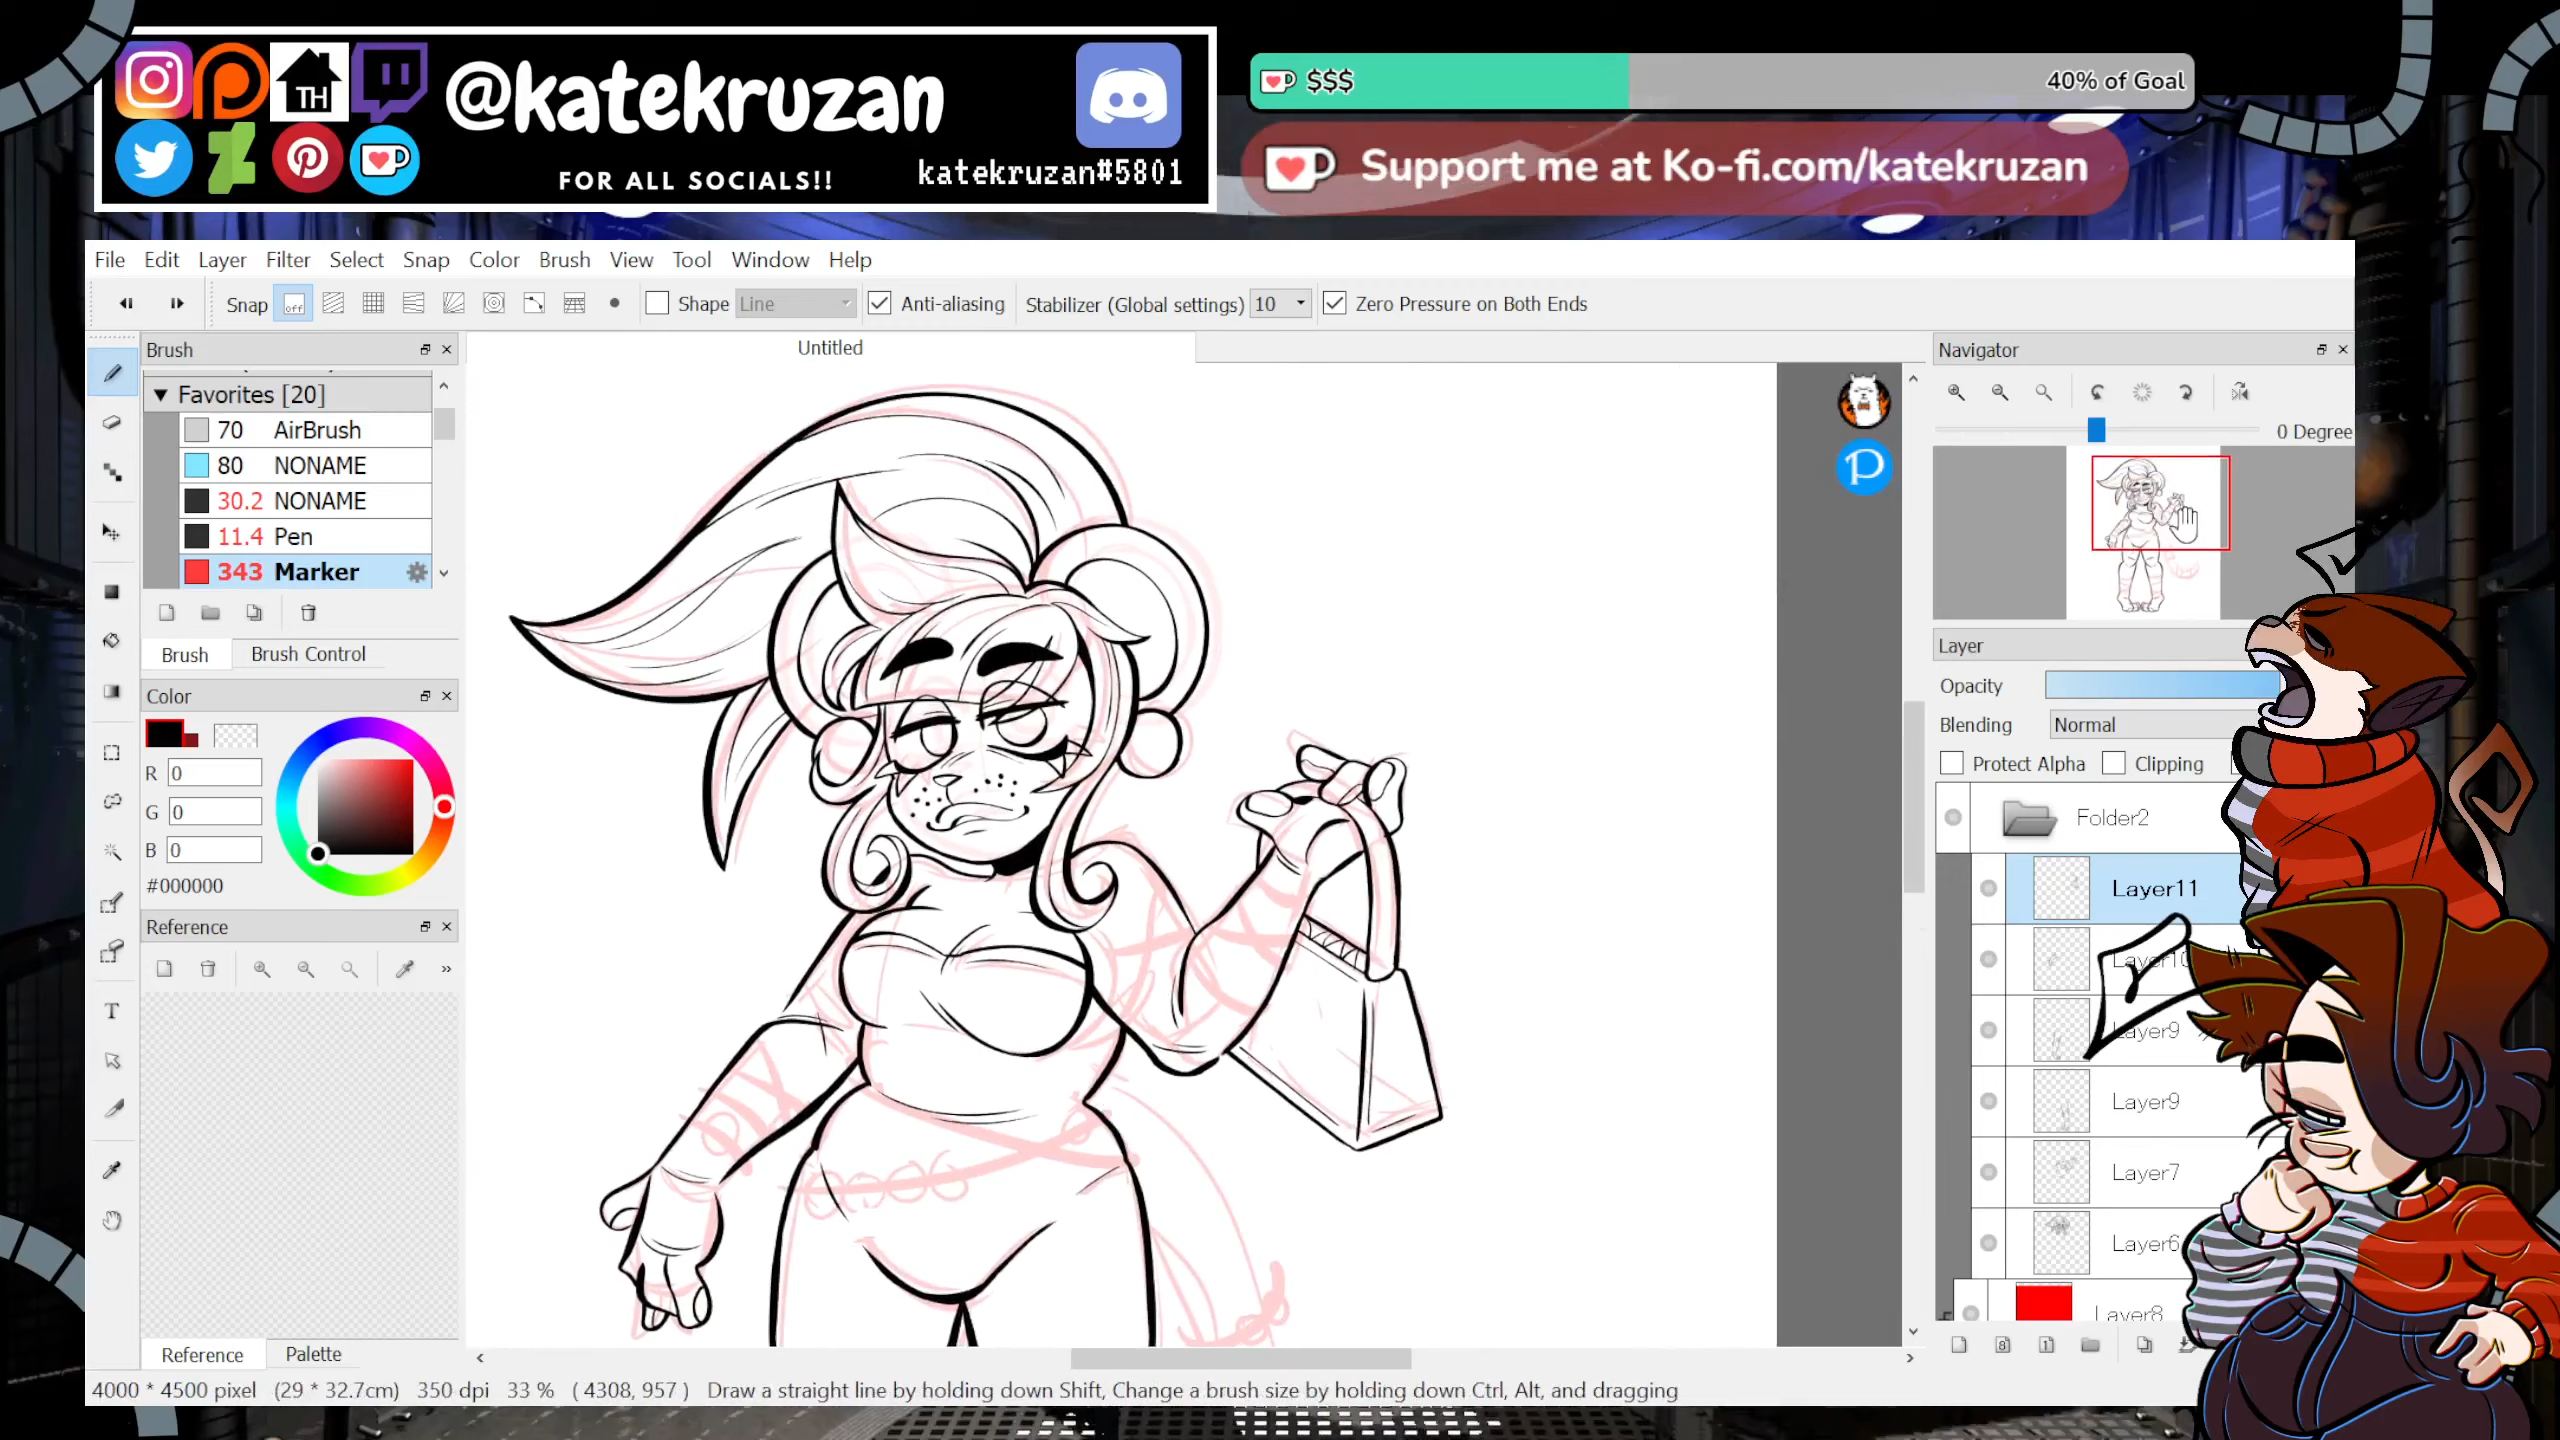 TH
@katekruzan
FOR ALL SOCIALS!!
katekruzan#5801
$$$
40% of Goal
Support me at Ko-fi.com/katekruzan
File Edit Layer Filter Select Snap Color Brush View Tool Window Help
Snap off Shape Line Anti-aliasing Stabilizer (Global settings) 10 Zero Pressure on Both Ends
Brush
Untitled
Navigator
Favorites [20]
70 AirBrush
80 NONAME
30.2 NONAME
11.4 Pen
343 Marker
0 Degree
Brush Brush Control
Color
R 0
G 0
B 0
#000000
Layer
Opacity
Blending Normal
Protect Alpha Clipping
Folder2
Layer11
Layer10
Layer9
Layer9
Layer7
Layer6
Layer8
Reference
T
Reference Palette
4000 * 4500 pixel (29 * 32.7cm) 350 dpi 33 % ( 4308, 957 ) Draw a straight line by holding down Shift, Change a brush size by holding down Ctrl, Alt, and dragging